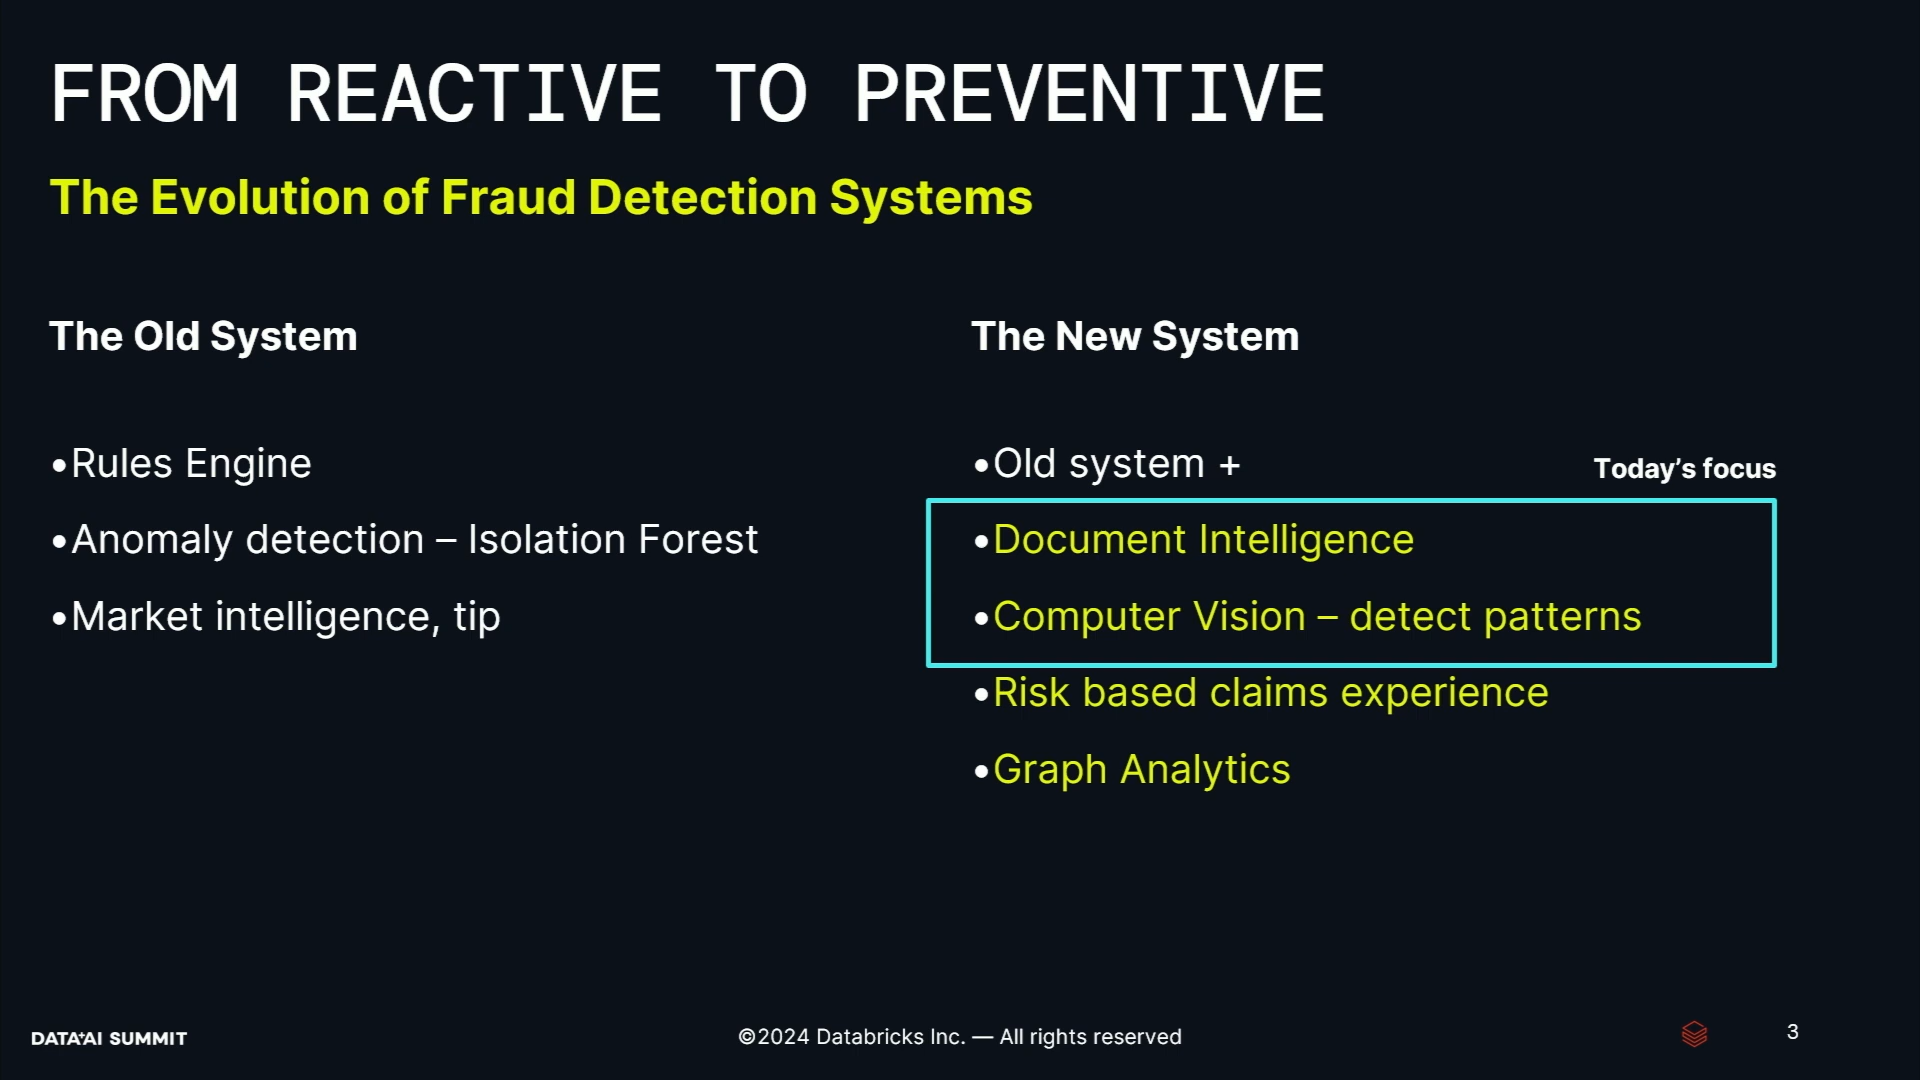 FROM REACTIVE TO PREVENTIVE
The Evolution of Fraud Detection Systems
The Old System
•Rules Engine
•Anomaly detection – Isolation Forest
•Market intelligence, tip
The New System
•Old system +
Today’s focus
•Document Intelligence
•Computer Vision – detect patterns
•Risk based claims experience
•Graph Analytics
DATA+AI SUMMIT
©2024 Databricks Inc. — All rights reserved
3